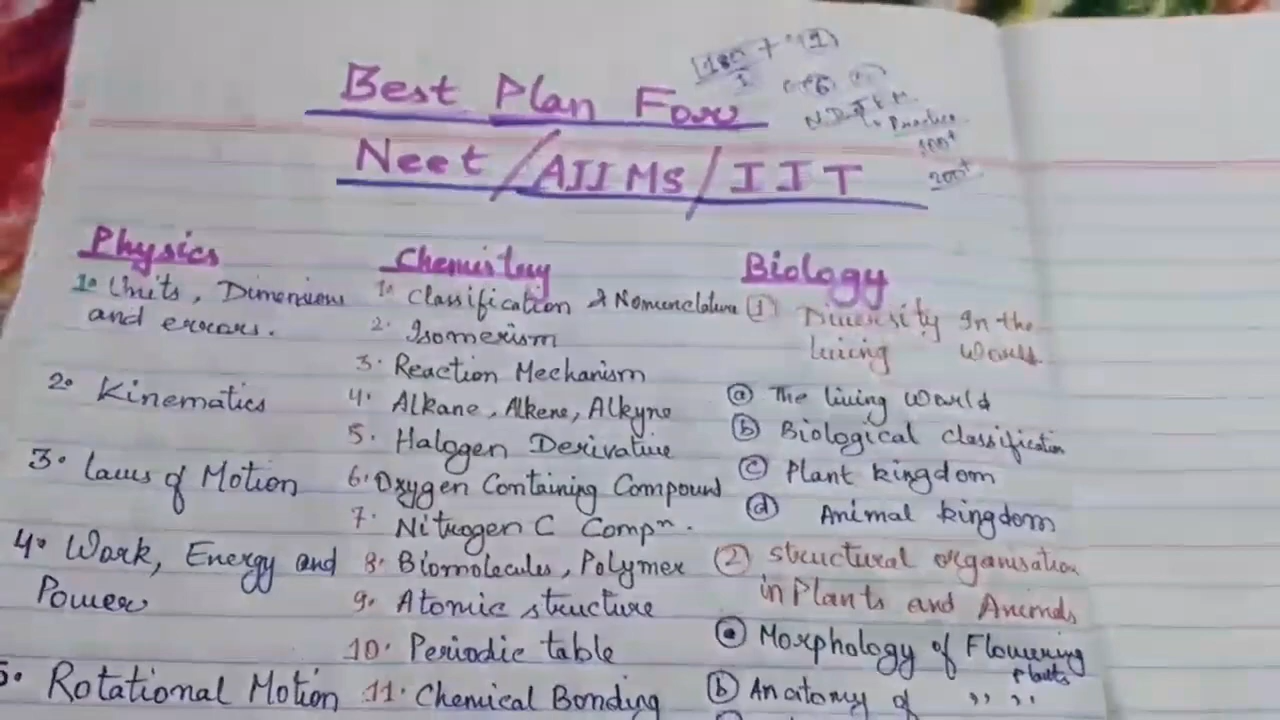 Best Plan For
Neet / AIIMS / IIT
Practice
100+
200+
Physics
1. Units, Dimensions
and errors.
2. Kinematics
3. laws of Motion
4. Work, Energy and
Power
5. Rotational Motion
Chemistry
1. Classification & Nomenclature
2. Isomerism
3. Reaction Mechanism
4. Alkane, Alkene, Alkyne
5. Halogen Derivative
6. Oxygen Containing Compound
7. Nitrogen C Compⁿ.
8. Biomolecules, Polymer
9. Atomic structure
10. Periodic table
11. Chemical Bonding
Biology
① Diversity In the
living World
ⓐ The living World
ⓑ Biological classification
ⓒ Plant kingdom
ⓓ Animal kingdom
② structural organisation
in Plants and Animals
ⓐ Morphology of Flowering
Plants
ⓑ Anatomy of ,, ,,